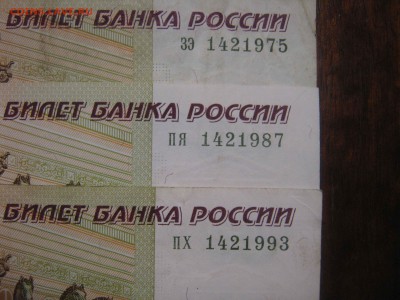 БИЛЕТ БАНКА РОССИИ
ЗЭ 1421975
БИЛЕТ БАНКА РОССИИ
ПЯ 1421987
БИЛЕТ БАНКА РОССИИ
ПХ 1421993